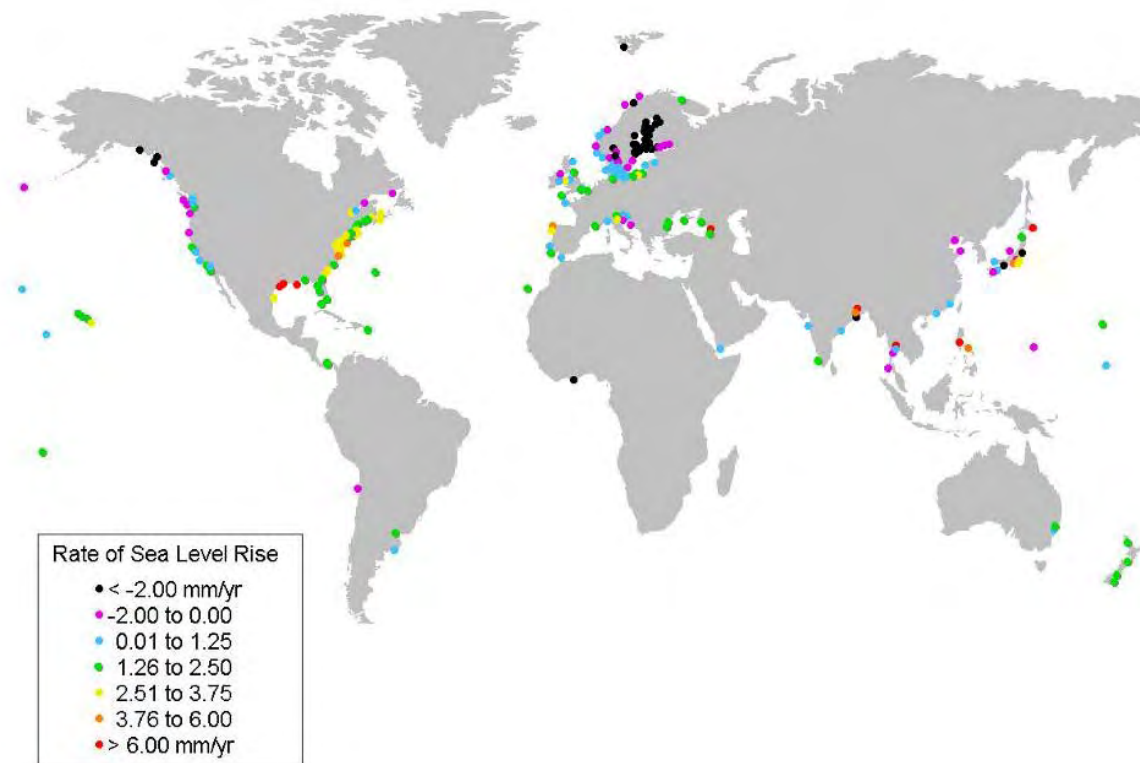 Rate of Sea Level Rise
< -2.00 mm/yr
-2.00 to 0.00
0.01 to 1.25
1.26 to 2.50
2.51 to 3.75
3.76 to 6.00
> 6.00 mm/yr